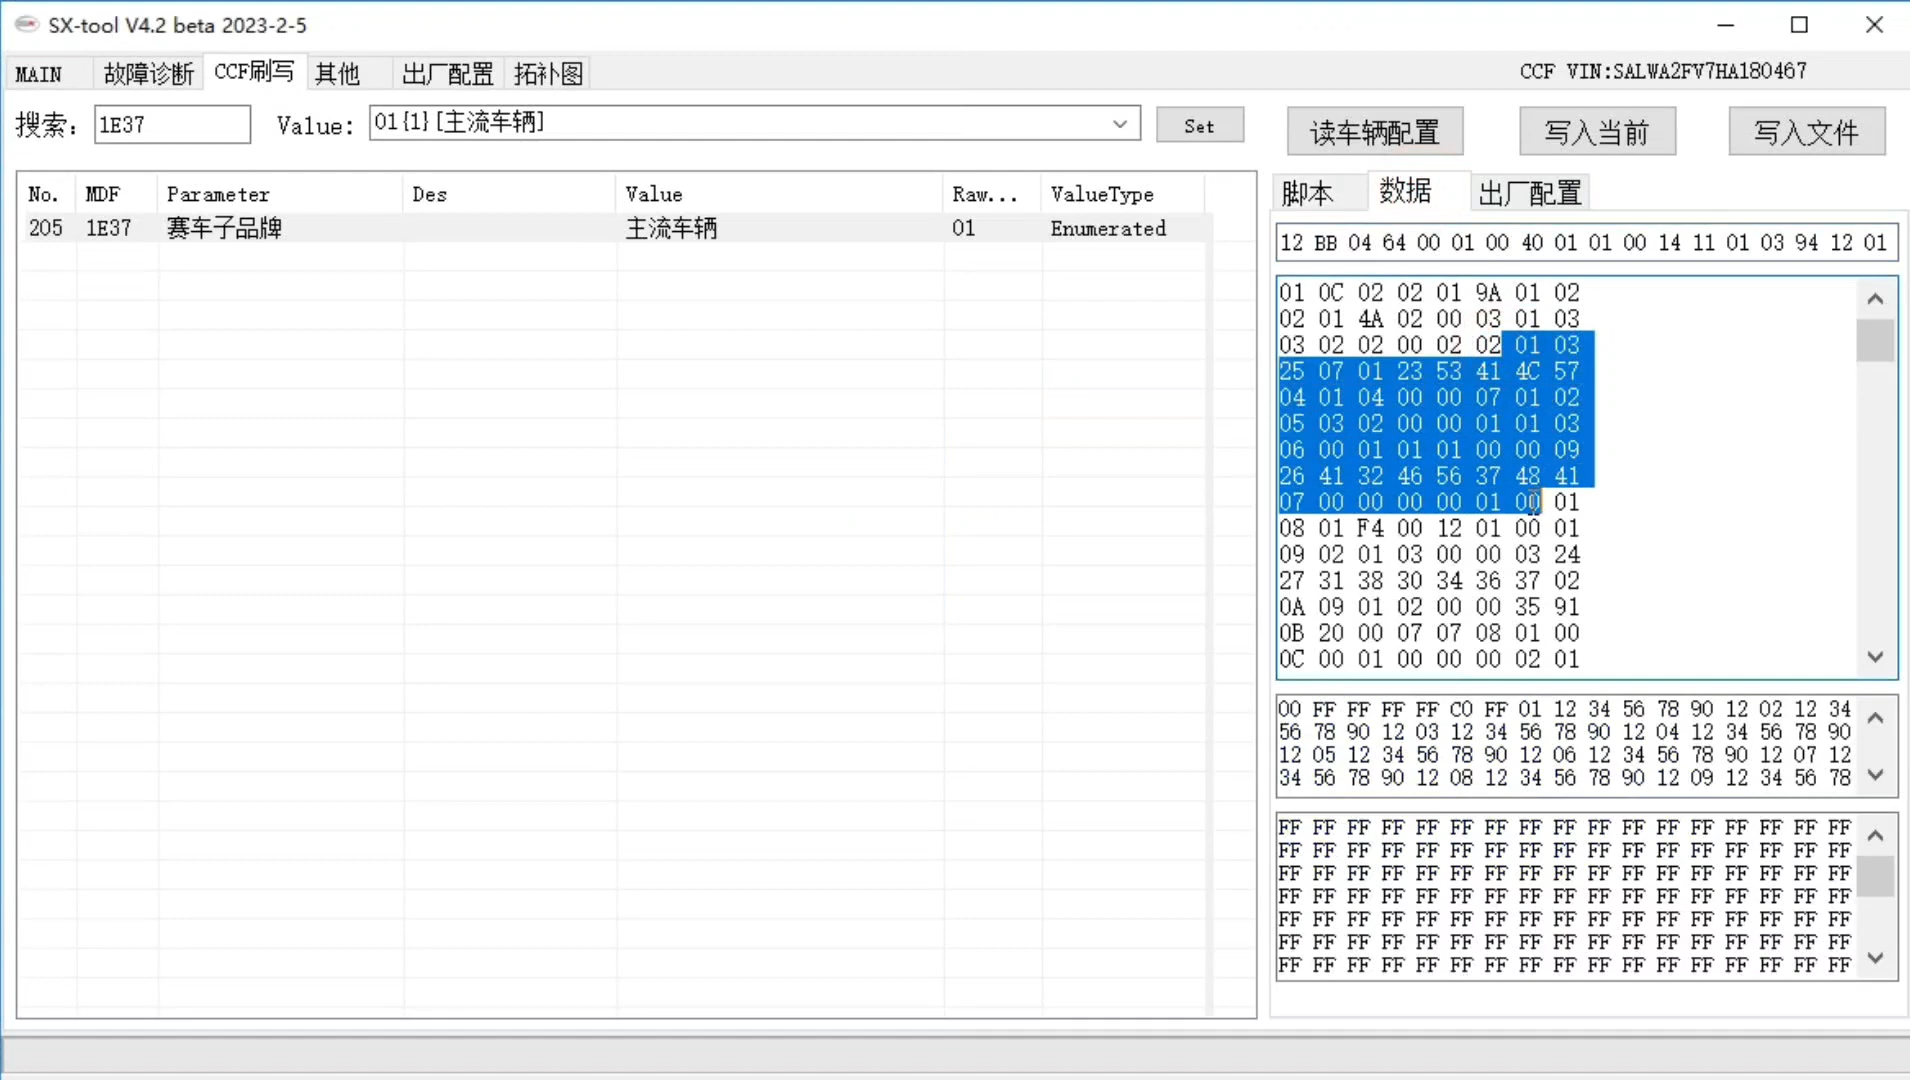 SX-tool V4.2 beta 2023-2-5
MAIN 故障诊断 CCF刷写 其他 出厂配置 拓补图 CCF VIN:SALWA2FV7HA180467
搜索: 1E37 Value: 01{1}[主流车辆] Set 读车辆配置 写入当前 写入文件
脚本 数据 出厂配置
No. MDF Parameter Des Value Raw... ValueType
205 1E37 赛车子品牌 主流车辆 01 Enumerated
12 BB 04 64 00 01 00 40 01 01 00 14 11 01 03 94 12 01
01 0C 02 02 01 9A 01 02
02 01 4A 02 00 03 01 03
03 02 02 00 02 02 01 03
25 07 01 23 53 41 4C 57
04 01 04 00 00 07 01 02
05 03 02 00 00 01 01 03
06 00 01 01 01 00 00 09
26 41 32 46 56 37 48 41
07 00 00 00 00 01 00 01
08 01 F4 00 12 01 00 01
09 02 01 03 00 00 03 24
27 31 38 30 34 36 37 02
0A 09 01 02 00 00 35 91
0B 20 00 07 07 08 01 00
0C 00 01 00 00 00 02 01
00 FF FF FF FF C0 FF 01 12 34 56 78 90 12 02 12 34
56 78 90 12 03 12 34 56 78 90 12 04 12 34 56 78 90
12 05 12 34 56 78 90 12 06 12 34 56 78 90 12 07 12
34 56 78 90 12 08 12 34 56 78 90 12 09 12 34 56 78
FF FF FF FF FF FF FF FF FF FF FF FF FF FF FF FF FF
FF FF FF FF FF FF FF FF FF FF FF FF FF FF FF FF FF
FF FF FF FF FF FF FF FF FF FF FF FF FF FF FF FF FF
FF FF FF FF FF FF FF FF FF FF FF FF FF FF FF FF FF
FF FF FF FF FF FF FF FF FF FF FF FF FF FF FF FF FF
FF FF FF FF FF FF FF FF FF FF FF FF FF FF FF FF FF
FF FF FF FF FF FF FF FF FF FF FF FF FF FF FF FF FF